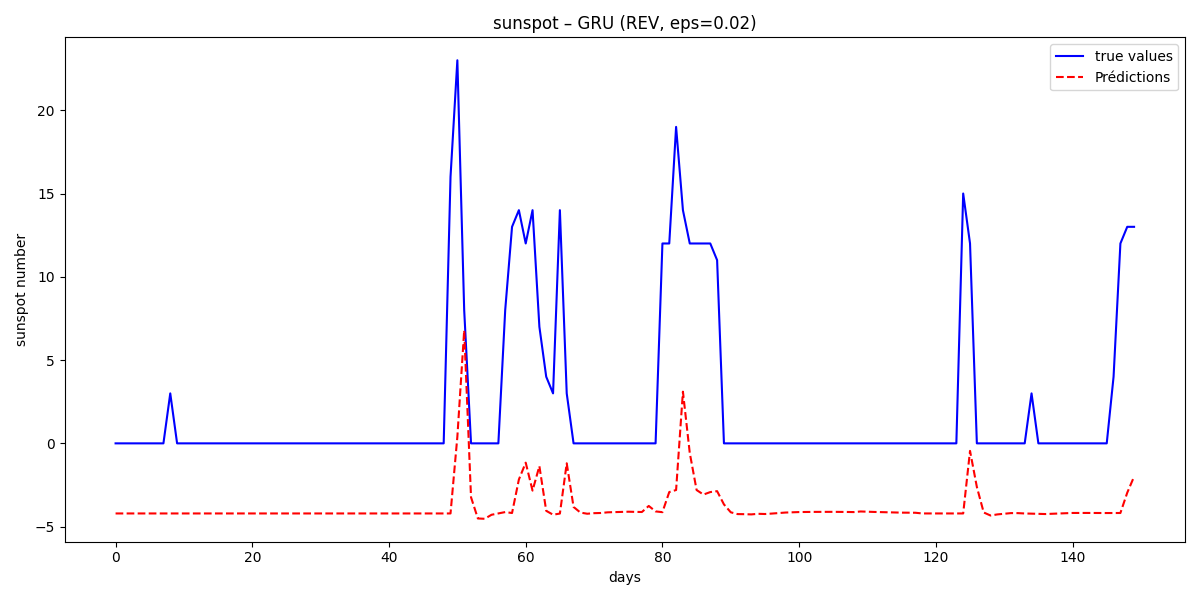 sunspot – GRU (REV, eps=0.02)
true values
Prédictions
sunspot number
20
15
10
5
0
−5
0 20 40 60 80 100 120 140
days